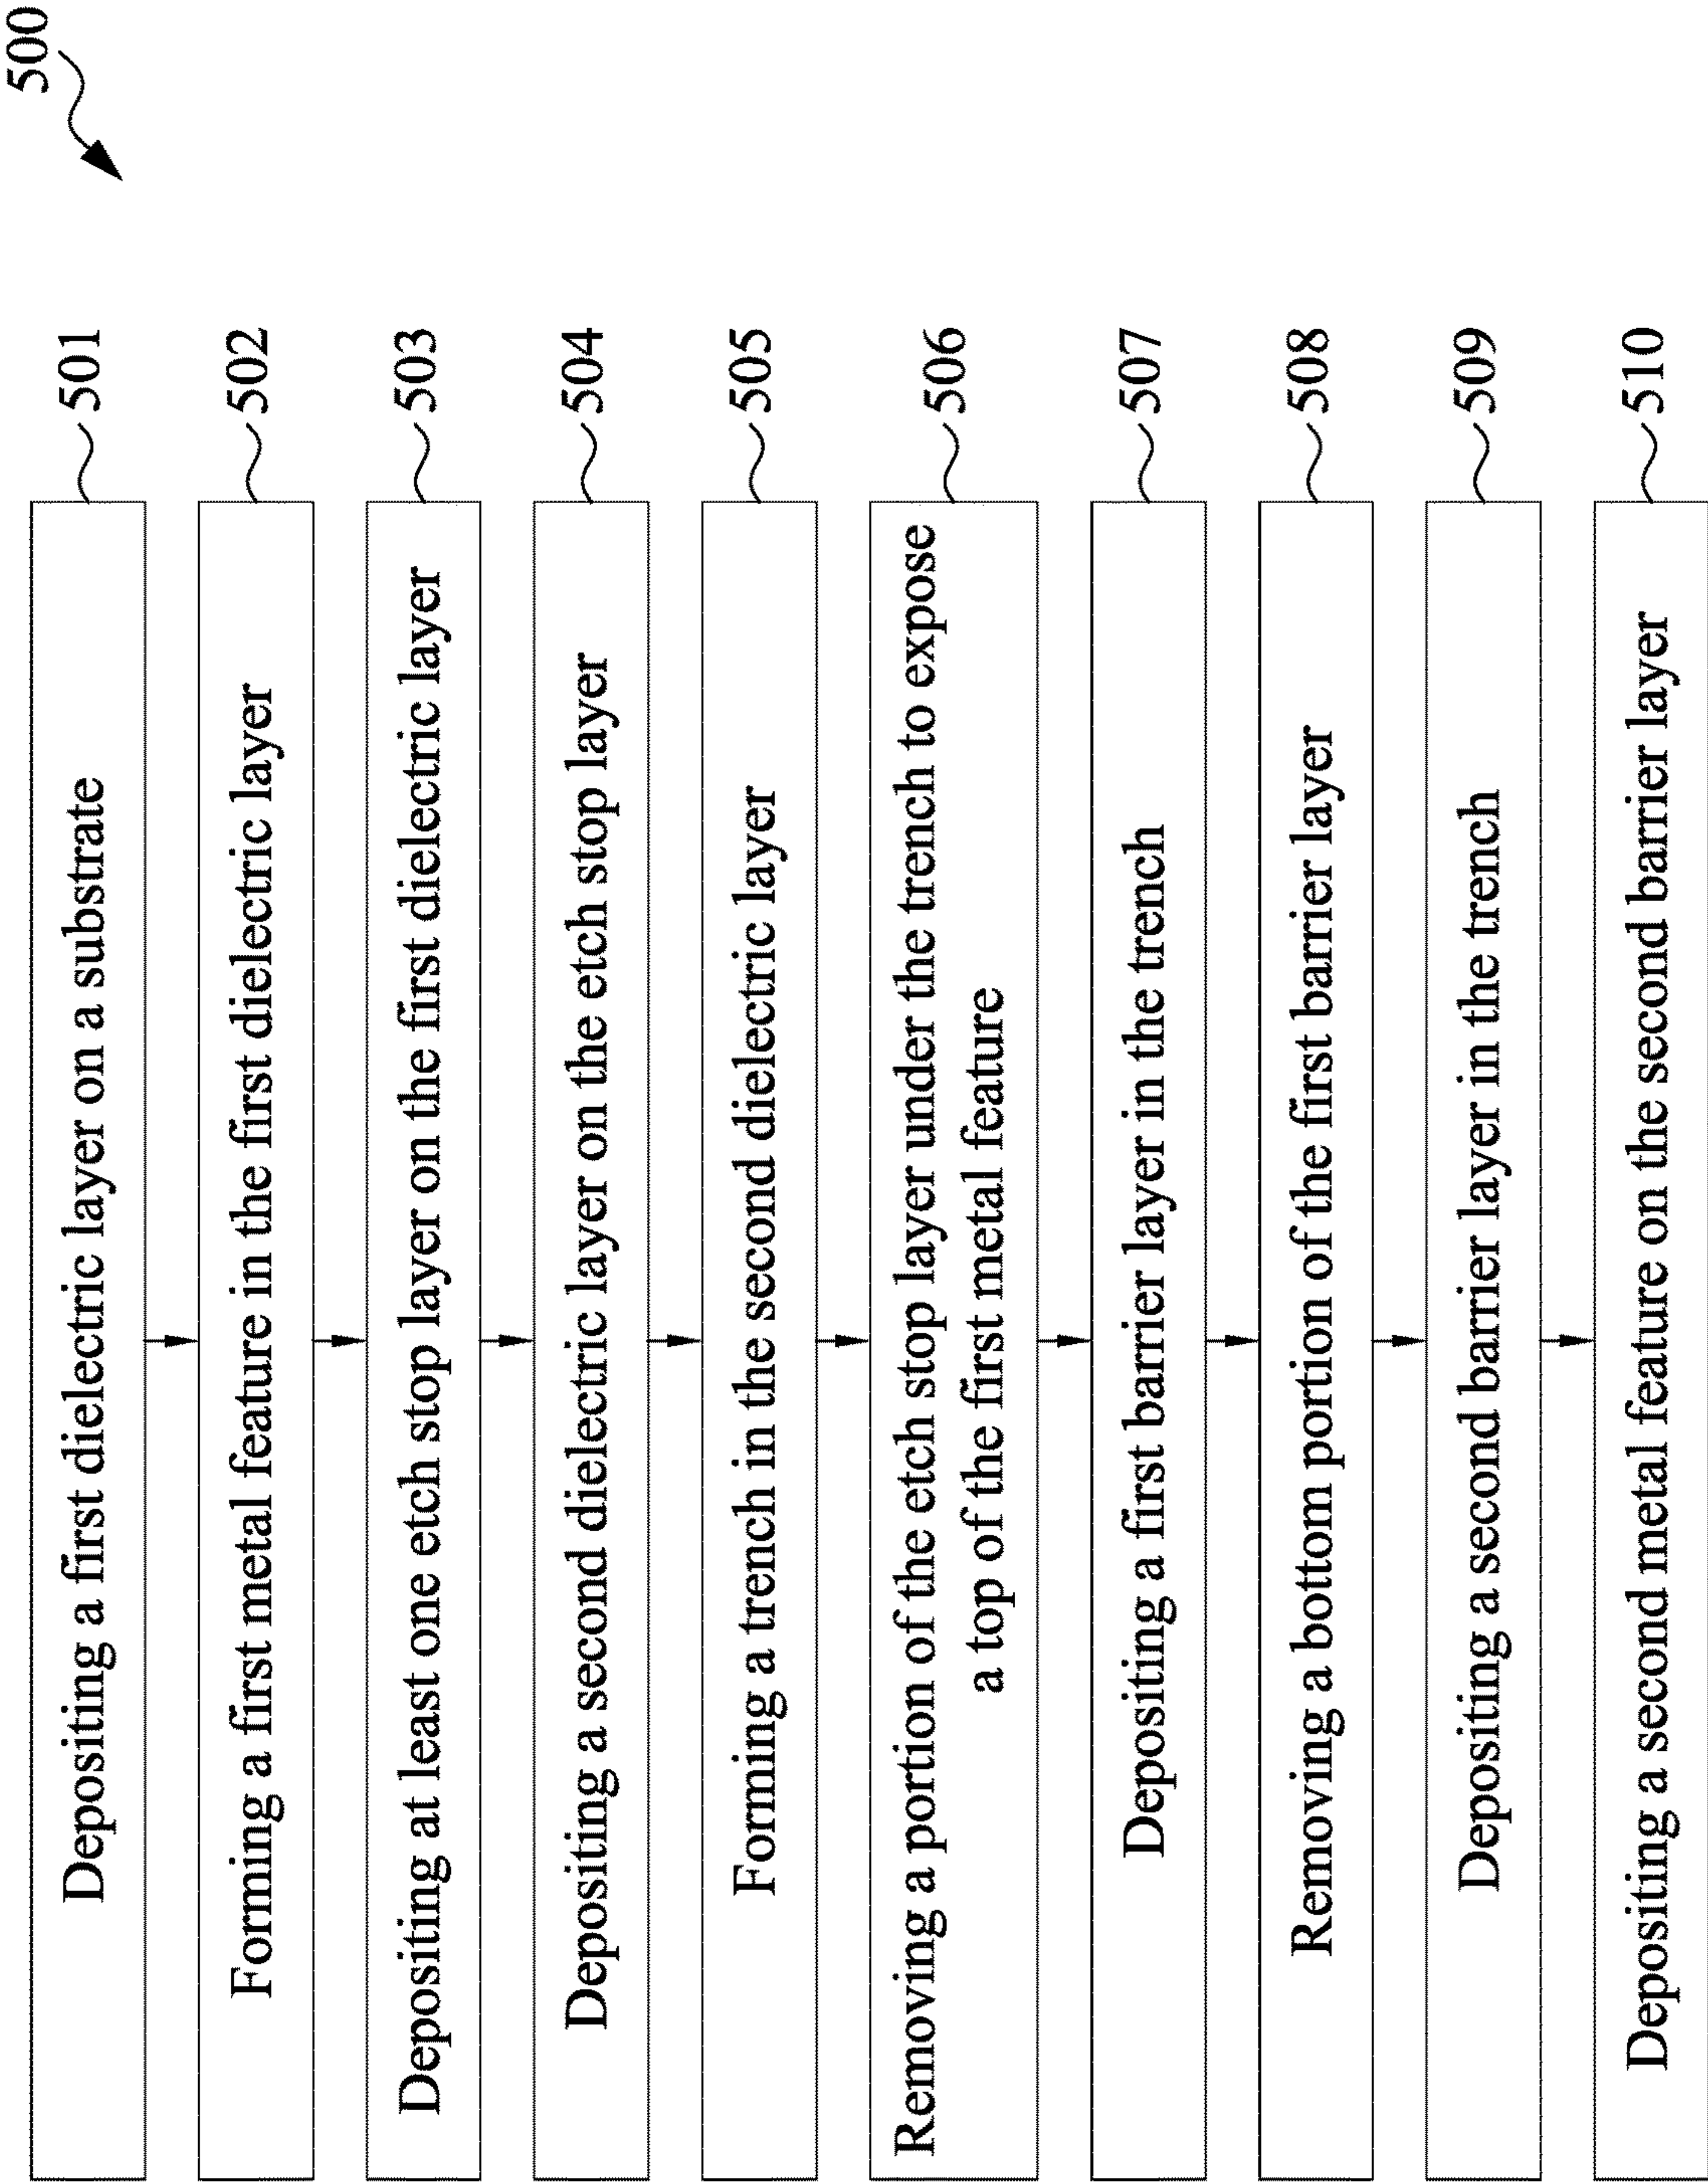 500
Depositing a first dielectric layer on a substrate
501
Forming a first metal feature in the first dielectric layer
502
Depositing at least one etch stop layer on the first dielectric layer
503
Depositing a second dielectric layer on the etch stop layer
504
Forming a trench in the second dielectric layer
505
Removing a portion of the etch stop layer under the trench to expose
a top of the first metal feature
506
Depositing a first barrier layer in the trench
507
Removing a bottom portion of the first barrier layer
508
Depositing a second barrier layer in the trench
509
Depositing a second metal feature on the second barrier layer
510